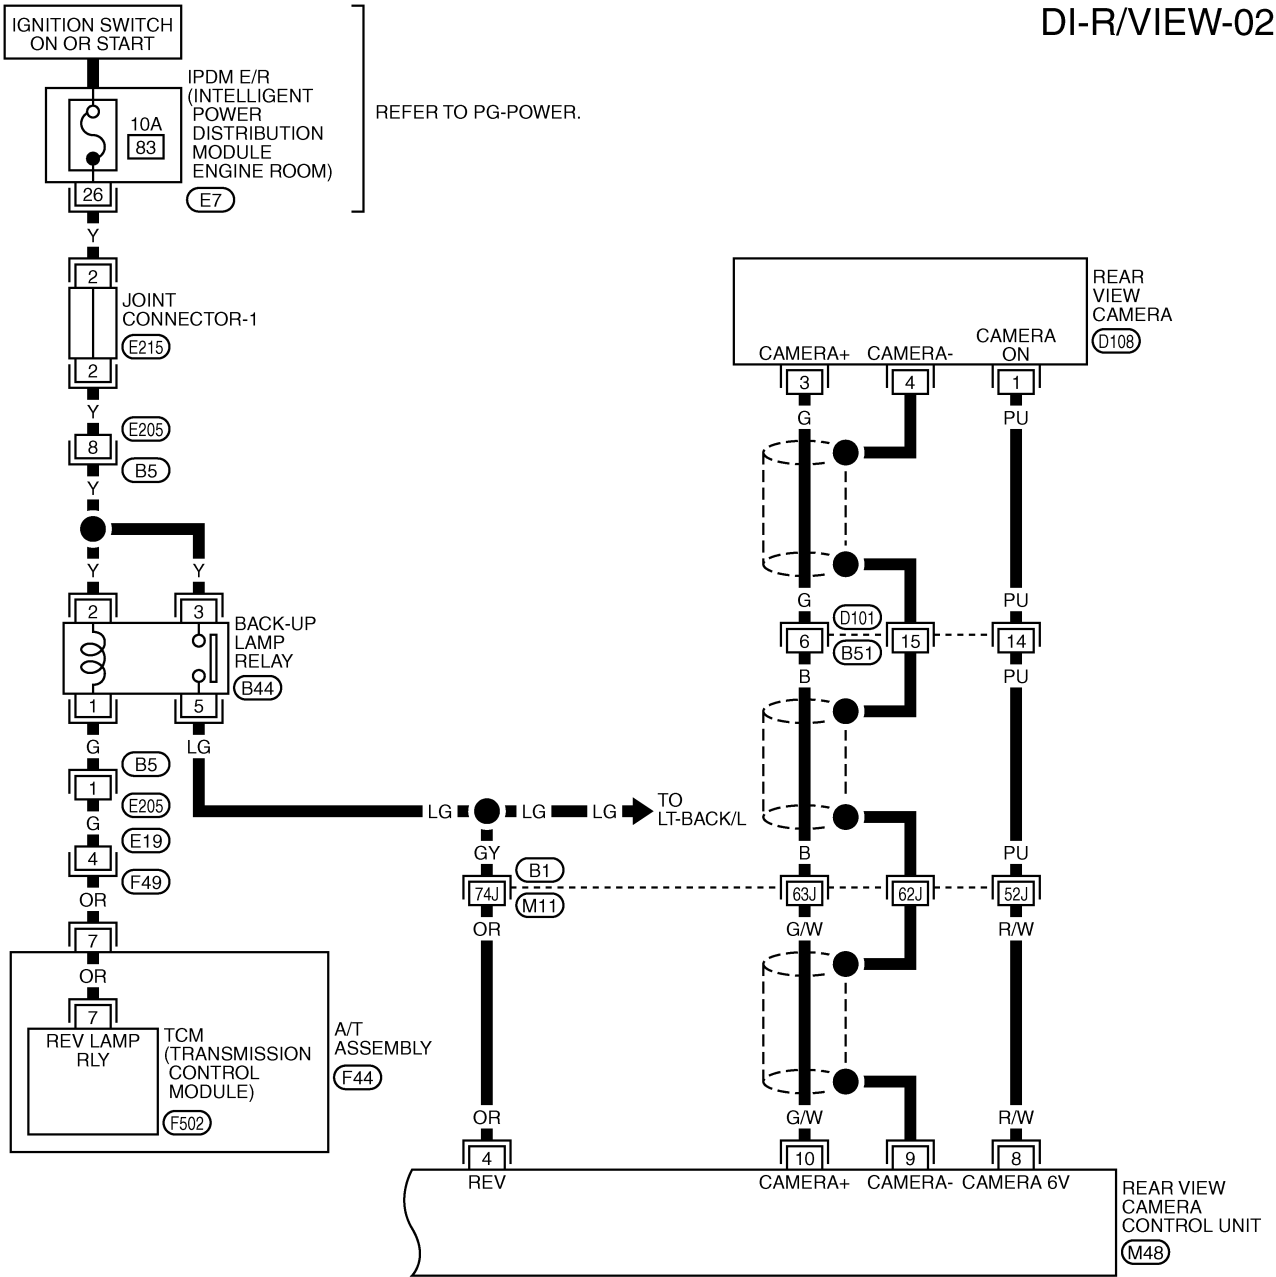 DI-R/VIEW-02
IGNITION SWITCH
ON OR START
10A
83
IPDM E/R
(INTELLIGENT
POWER
DISTRIBUTION
MODULE
ENGINE ROOM)
E7
REFER TO PG-POWER.
26
Y
2
JOINT
CONNECTOR-1
E215
2
Y
E205
8
B5
Y
Y
Y
2
3
BACK-UP
LAMP
RELAY
B44
1
5
G
LG
B5
1
E205
G
E19
4
F49
OR
7
OR
7
REV LAMP
RLY
TCM
(TRANSMISSION
CONTROL
MODULE)
F502
A/T
ASSEMBLY
F44
LG
LG
LG
TO
LT-BACK/L
GY
B1
74J
M11
OR
OR
4
REV
REAR
VIEW
CAMERA
D108
CAMERA+
CAMERA-
CAMERA
ON
3
4
1
G
PU
G
PU
D101
6
15
14
B51
B
PU
B
PU
63J
62J
52J
G/W
R/W
G/W
R/W
10
9
8
CAMERA+
CAMERA-
CAMERA 6V
REAR VIEW
CAMERA
CONTROL UNIT
M48